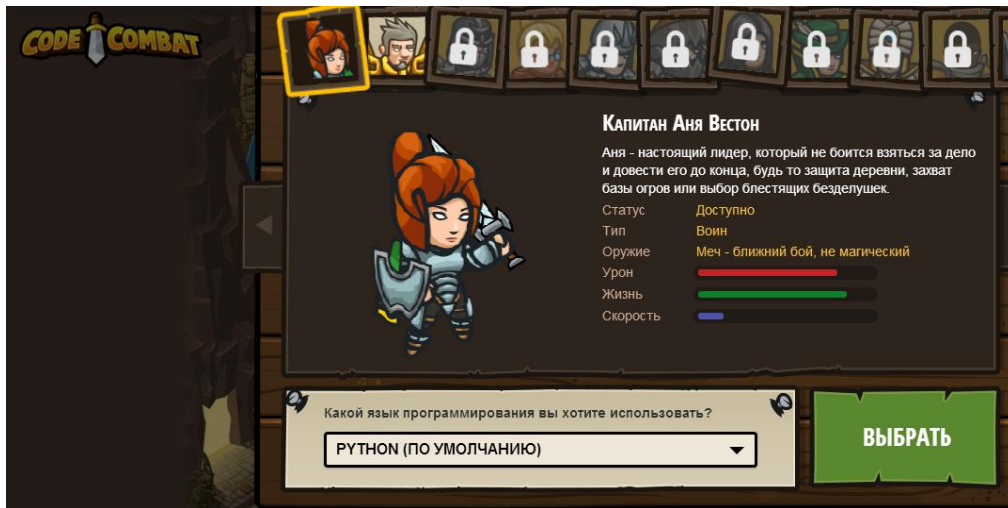 CODE COMBAT
Капитан Аня Вестон
Аня - настоящий лидер, который не боится взяться за дело
и довести его до конца, будь то защита деревни, захват
базы огров или выбор блестящих безделушек.
Статус Доступно
Тип Воин
Оружие Меч - ближний бой, не магический
Урон
Жизнь
Скорость
Какой язык программирования вы хотите использовать?
PYTHON (ПО УМОЛЧАНИЮ)
ВЫБРАТЬ